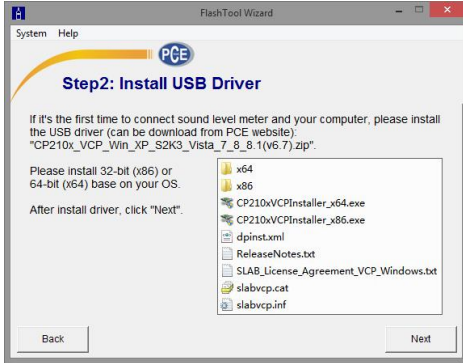 FlashTool Wizard
System Help
PCE
Step2: Install USB Driver
If it's the first time to connect sound level meter and your computer, please install
the USB driver (can be download from PCE website):
"CP210x_VCP_Win_XP_S2K3_Vista_7_8_8.1(v6.7).zip".
Please install 32-bit (x86) or
64-bit (x64) base on your OS.
After install driver, click "Next".
x64
x86
CP210xVCPInstaller_x64.exe
CP210xVCPInstaller_x86.exe
dpinst.xml
ReleaseNotes.txt
SLAB_License_Agreement_VCP_Windows.txt
slabvcp.cat
slabvcp.inf
Back
Next